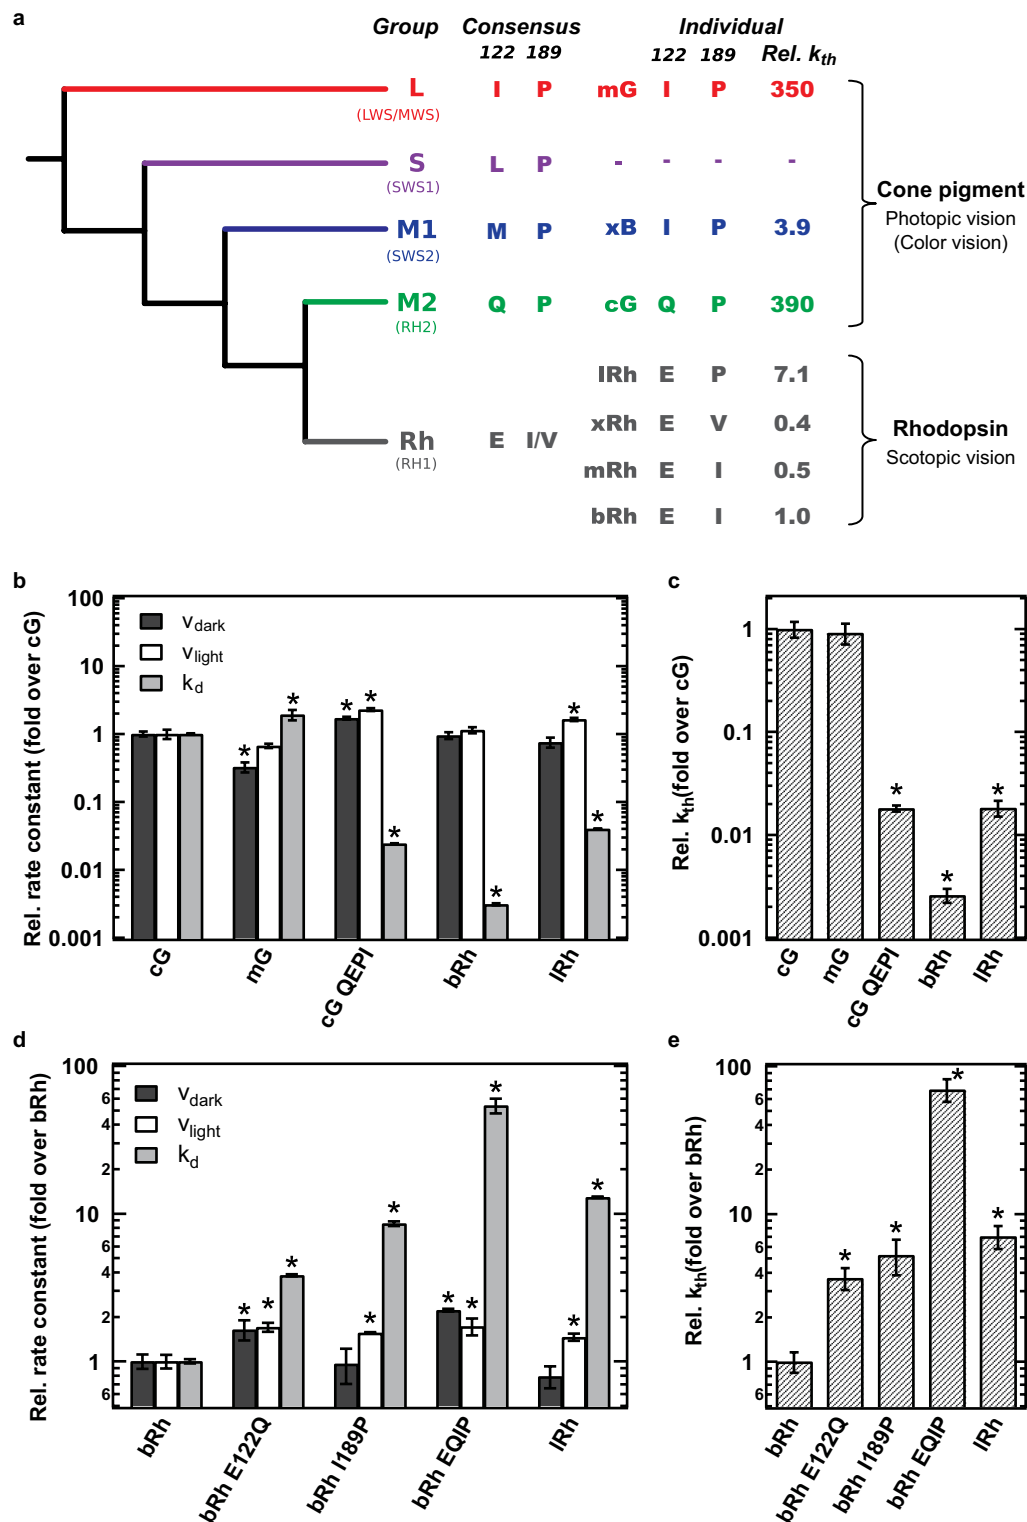 a
Group Consensus Individual
122 189 122 189 Rel. kth
L I P mG I P 350
(LWS/MWS)
S L P - - - -
(SWS1)
Cone pigment
Photopic vision
(Color vision)
M1 M P xB I P 3.9
(SWS2)
M2 Q P cG Q P 390
(RH2)
lRh E P 7.1
xRh E V 0.4
Rh E I/V
(RH1)
mRh E I 0.5
bRh E I 1.0
Rhodopsin
Scotopic vision
b
Rel. rate constant (fold over cG)
100
10
1
0.1
0.01
0.001
vdark
vlight
kd
* * * * * * * *
cG mG cG QEPI bRh lRh
c
Rel. kth(fold over cG)
1
0.1
0.01
0.001
* * *
cG mG cG QEPI bRh lRh
d
Rel. rate constant (fold over bRh)
100
6
4
2
10
6
4
2
1
6
vdark
vlight
kd
* * * * * * * * * *
bRh bRh E122Q bRh I189P bRh EQIP lRh
e
Rel. kth(fold over bRh)
100
6
4
2
10
6
4
2
1
6
* * * *
bRh bRh E122Q bRh I189P bRh EQIP lRh